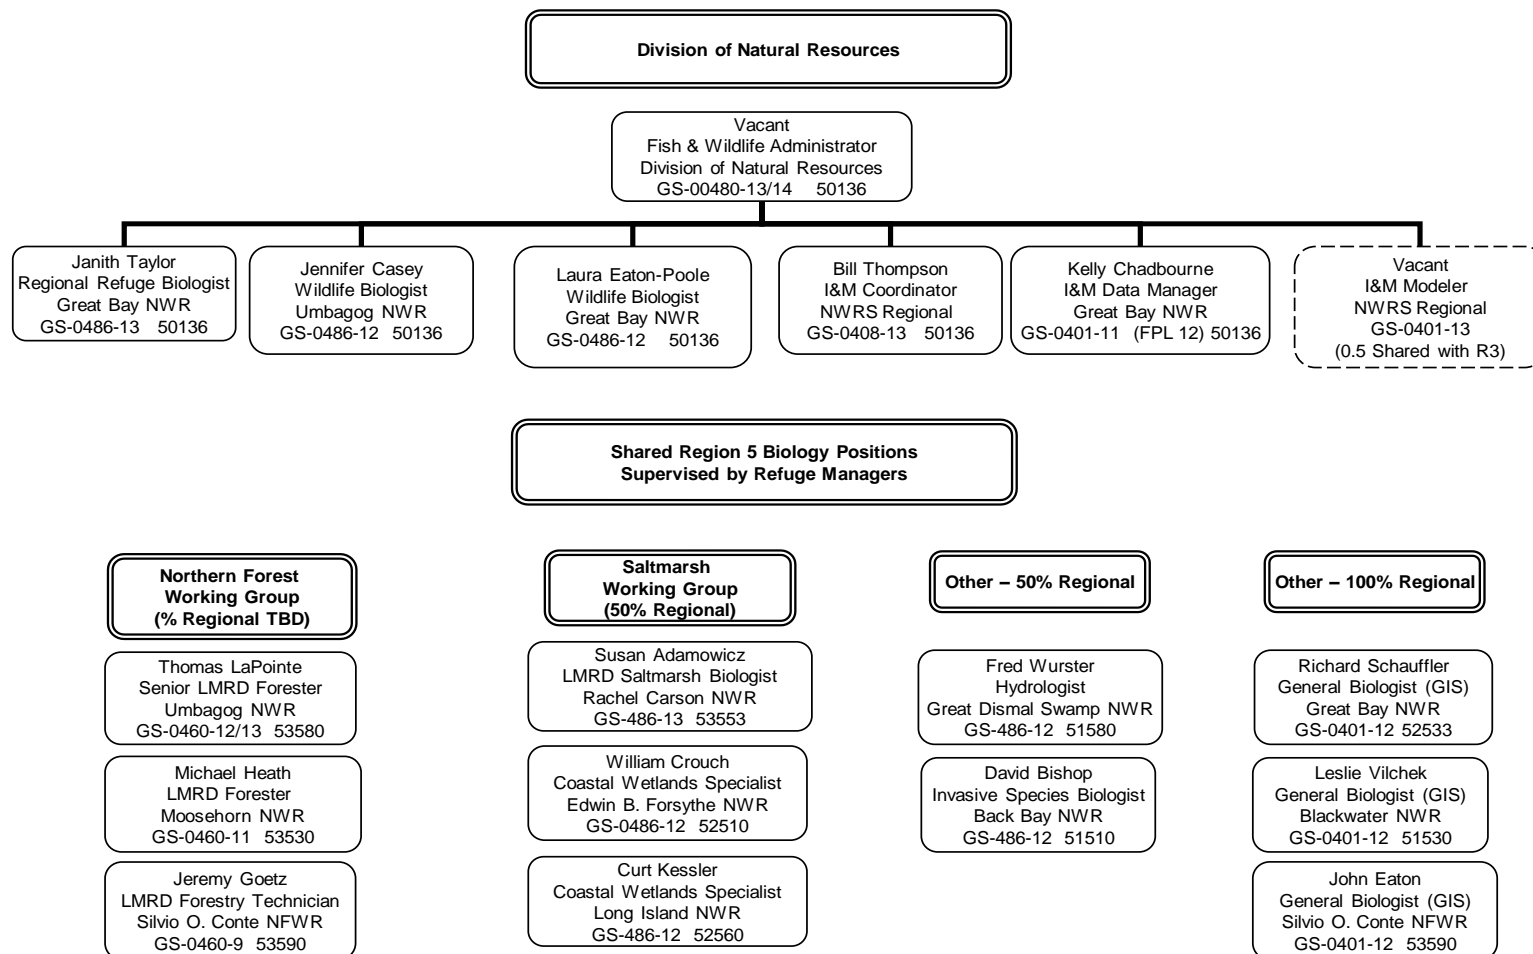 Division of Natural Resources
Vacant
Fish & Wildlife Administrator
Division of Natural Resources
GS-00480-13/14 50136
Janith Taylor
Regional Refuge Biologist
Great Bay NWR
GS-0486-13 50136
Jennifer Casey
Wildlife Biologist
Umbagog NWR
GS-0486-12 50136
Laura Eaton-Poole
Wildlife Biologist
Great Bay NWR
GS-0486-12 50136
Bill Thompson
I&M Coordinator
NWRS Regional
GS-0408-13 50136
Kelly Chadbourne
I&M Data Manager
Great Bay NWR
GS-0401-11 (FPL 12) 50136
Vacant
I&M Modeler
NWRS Regional
GS-0401-13
(0.5 Shared with R3)
Shared Region 5 Biology Positions
Supervised by Refuge Managers
Northern Forest
Working Group
(% Regional TBD)
Thomas LaPointe
Senior LMRD Forester
Umbagog NWR
GS-0460-12/13 53580
Michael Heath
LMRD Forester
Moosehorn NWR
GS-0460-11 53530
Jeremy Goetz
LMRD Forestry Technician
Silvio O. Conte NFWR
GS-0460-9 53590
Saltmarsh
Working Group
(50% Regional)
Susan Adamowicz
LMRD Saltmarsh Biologist
Rachel Carson NWR
GS-486-13 53553
William Crouch
Coastal Wetlands Specialist
Edwin B. Forsythe NWR
GS-0486-12 52510
Curt Kessler
Coastal Wetlands Specialist
Long Island NWR
GS-486-12 52560
Other – 50% Regional
Fred Wurster
Hydrologist
Great Dismal Swamp NWR
GS-486-12 51580
David Bishop
Invasive Species Biologist
Back Bay NWR
GS-486-12 51510
Other – 100% Regional
Richard Schauffler
General Biologist (GIS)
Great Bay NWR
GS-0401-12 52533
Leslie Vilchek
General Biologist (GIS)
Blackwater NWR
GS-0401-12 51530
John Eaton
General Biologist (GIS)
Silvio O. Conte NFWR
GS-0401-12 53590